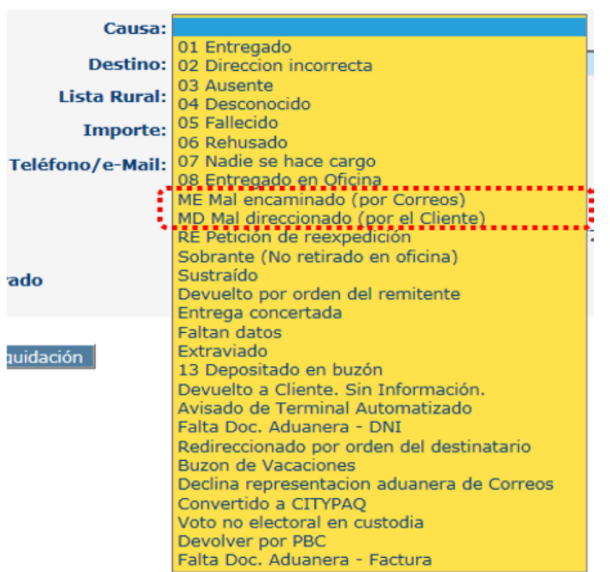 Causa:
01 Entregado
Destino:
02 Direccion incorrecta
03 Ausente
Lista Rural:
04 Desconocido
05 Fallecido
Importe:
06 Rehusado
Teléfono/e-Mail:
07 Nadie se hace cargo
08 Entregado en Oficina
ME Mal encaminado (por Correos)
MD Mal direccionado (por el Cliente)
RE Petición de reexpedición
Sobrante (No retirado en oficina)
Sustraído
rado
Devuelto por orden del remitente
Entrega concertada
Faltan datos
Extraviado
quidación
13 Depositado en buzón
Devuelto a Cliente. Sin Información.
Avisado de Terminal Automatizado
Falta Doc. Aduanera - DNI
Redireccionado por orden del destinatario
Buzon de Vacaciones
Declina representacion aduanera de Correos
Convertido a CITYPAQ
Voto no electoral en custodia
Devolver por PBC
Falta Doc. Aduanera - Factura